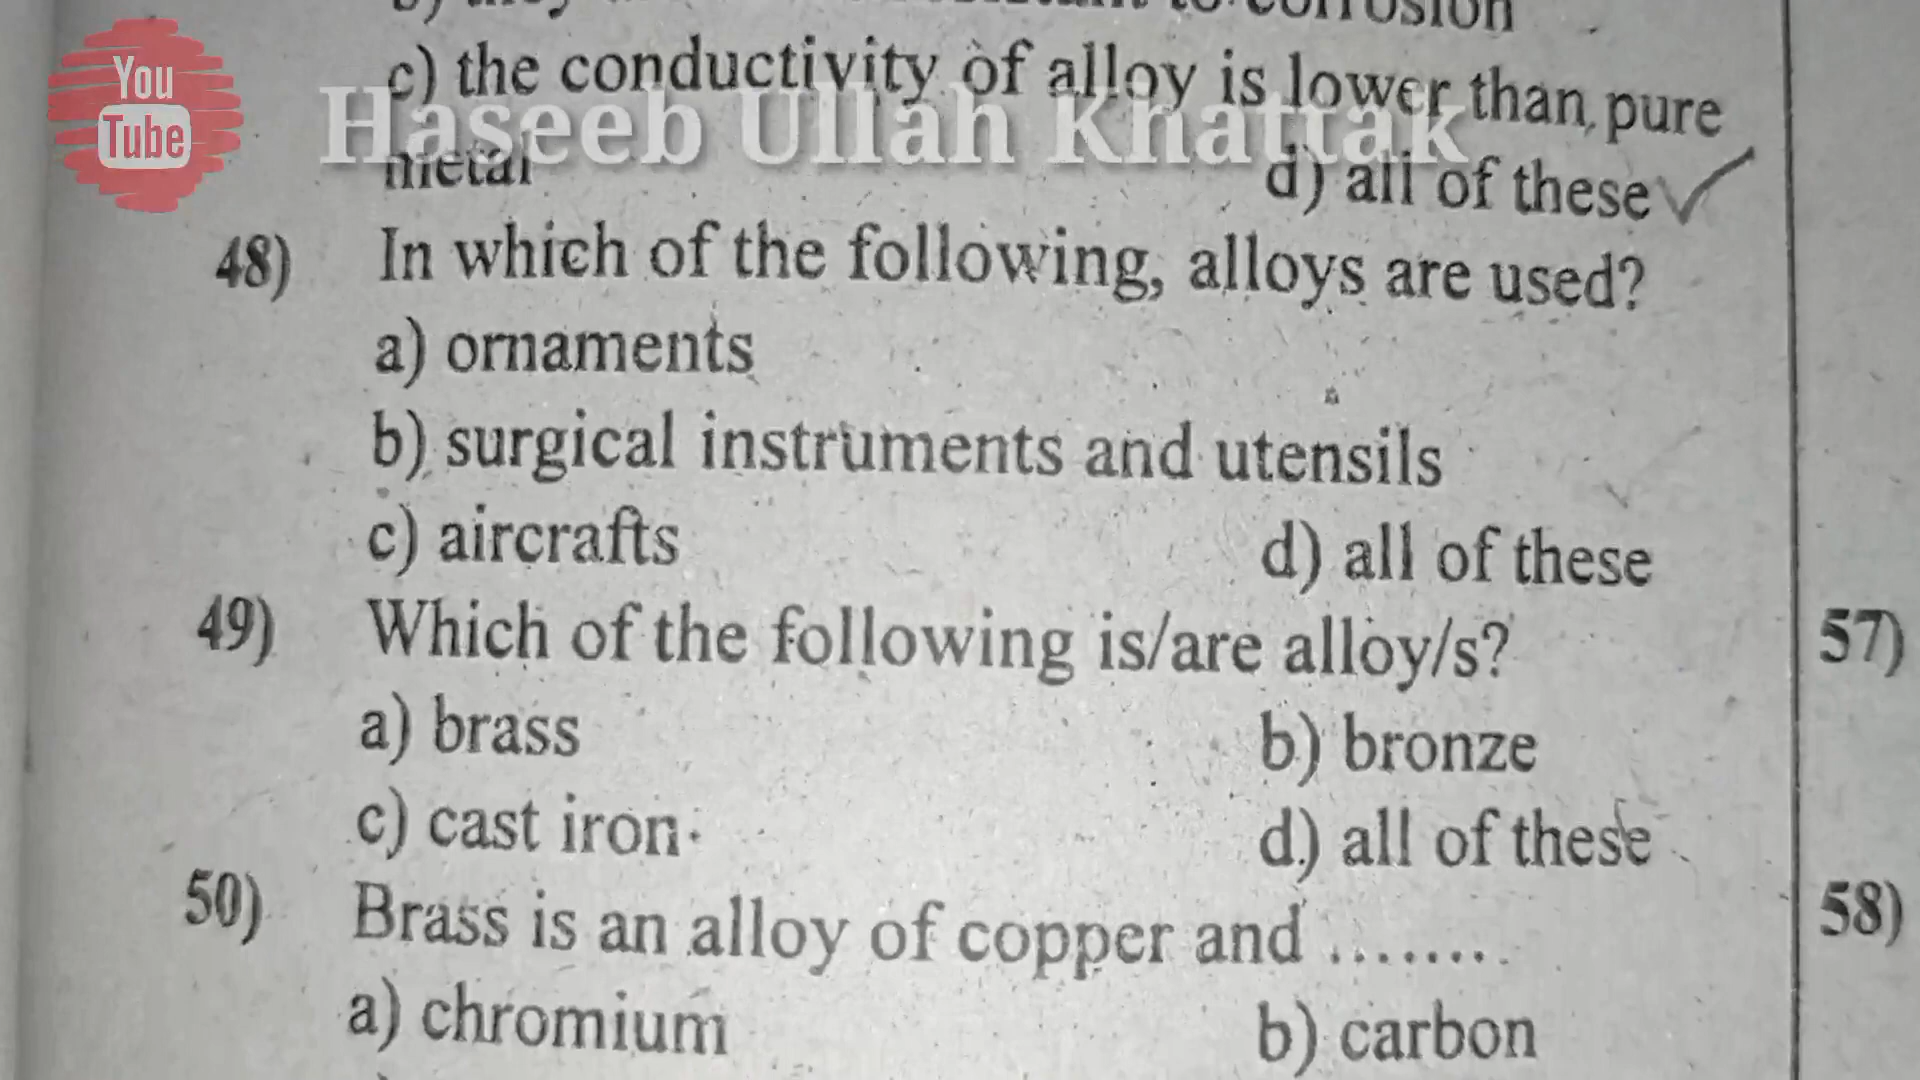 to corrosion
c) the conductivity of alloy is lower than pure
You
Tube
Haseeb Ullah Khattak
metal d) all of these
48) In which of the following, alloys are used?
a) ornaments
b) surgical instruments and utensils
c) aircrafts d) all of these
49) Which of the following is/are alloy/s?
57)
a) brass b) bronze
c) cast iron d) all of these
50) Brass is an alloy of copper and ........
58)
a) chromium b) carbon